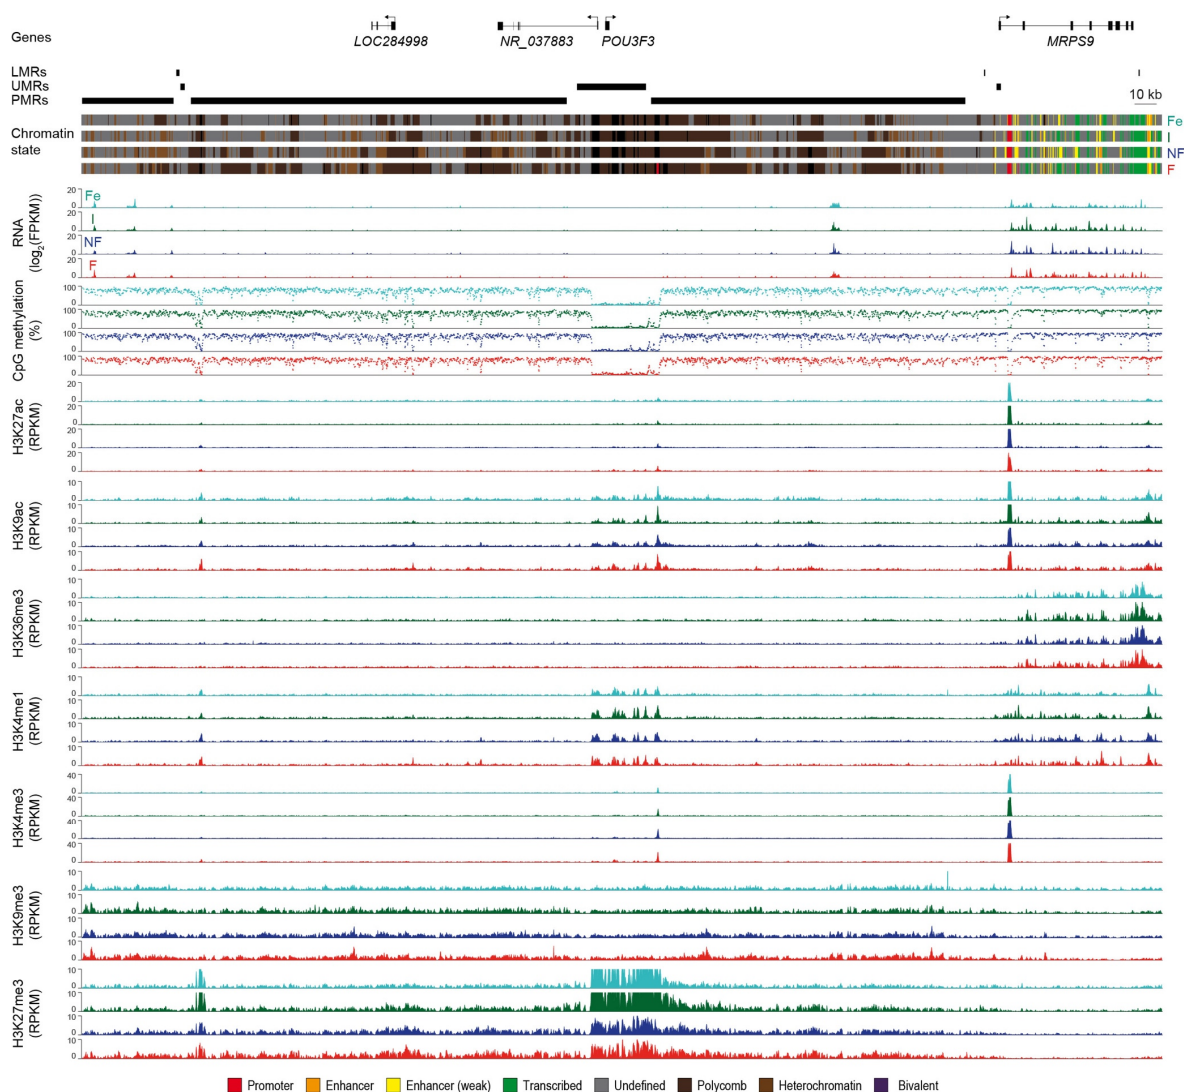 Genes
LOC284998
NR_037883
POU3F3
MRPS9
LMRs
UMRs
PMRs
10 kb
Chromatin
state
Fe
I
NF
F
RNA
(log2(FPKM))
20
0
Fe
20
0
I
20
0
NF
20
0
F
CpG methylation
(%)
100
0
100
0
100
0
100
0
H3K27ac
(RPKM)
20
0
20
0
20
0
20
0
H3K9ac
(RPKM)
10
0
10
0
10
0
10
0
H3K36me3
(RPKM)
10
0
10
0
10
0
10
0
H3K4me1
(RPKM)
10
0
10
0
10
0
10
0
H3K4me3
(RPKM)
40
0
40
0
40
0
40
0
H3K9me3
(RPKM)
10
0
10
0
10
0
10
0
H3K27me3
(RPKM)
10
0
10
0
10
0
10
0
Promoter Enhancer Enhancer (weak) Transcribed Undefined Polycomb Heterochromatin Bivalent